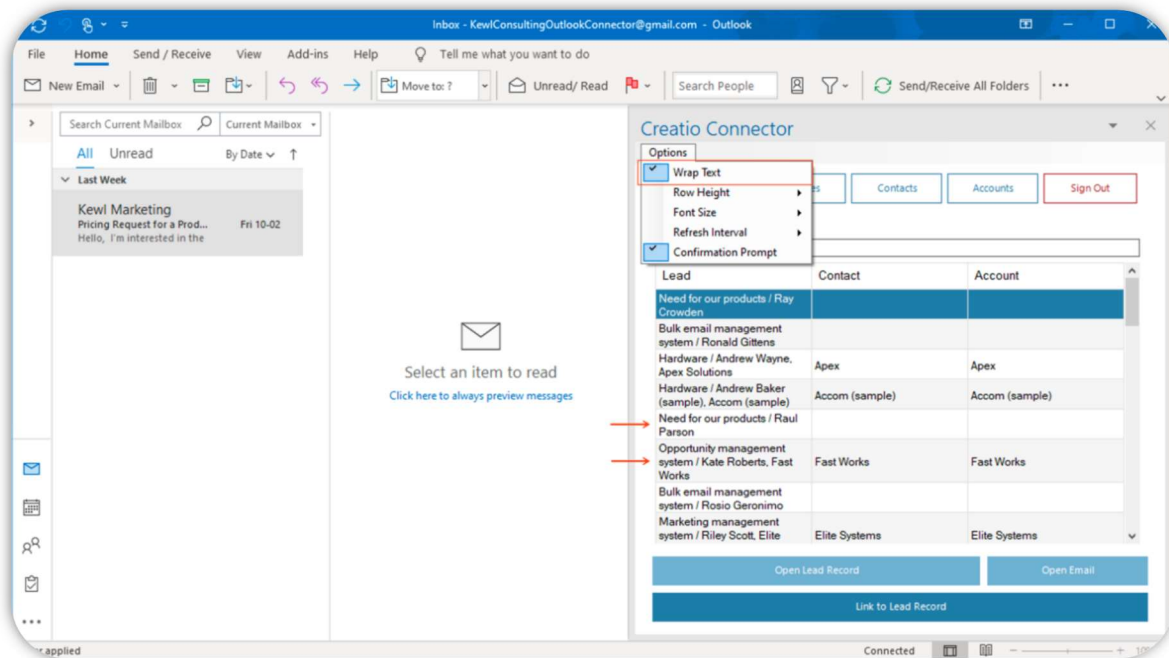 Inbox - KewlConsultingOutlookConnector@gmail.com - Outlook
File Home Send / Receive View Add-ins Help Tell me what you want to do
New Email Move to: ? Unread/ Read Search People Send/Receive All Folders
Search Current Mailbox Current Mailbox
All Unread By Date
Last Week
Kewl Marketing
Pricing Request for a Prod... Fri 10-02
Hello, I'm interested in the
Select an item to read
Click here to always preview messages
Creatio Connector
Options
Wrap Text
Row Height
Font Size
Refresh Interval
Confirmation Prompt
Contacts Accounts Sign Out
Lead Contact Account
Need for our products / Ray
Crowden
Bulk email management
system / Ronald Gittens
Hardware / Andrew Wayne,
Apex Solutions Apex Apex
Hardware / Andrew Baker
(sample), Accom (sample) Accom (sample) Accom (sample)
Need for our products / Raul
Parson
Opportunity management
system / Kate Roberts, Fast Fast Works Fast Works
Works
Bulk email management
system / Rosio Geronimo
Marketing management
system / Riley Scott, Elite Elite Systems Elite Systems
Open Lead Record Open Email
Link to Lead Record
applied Connected